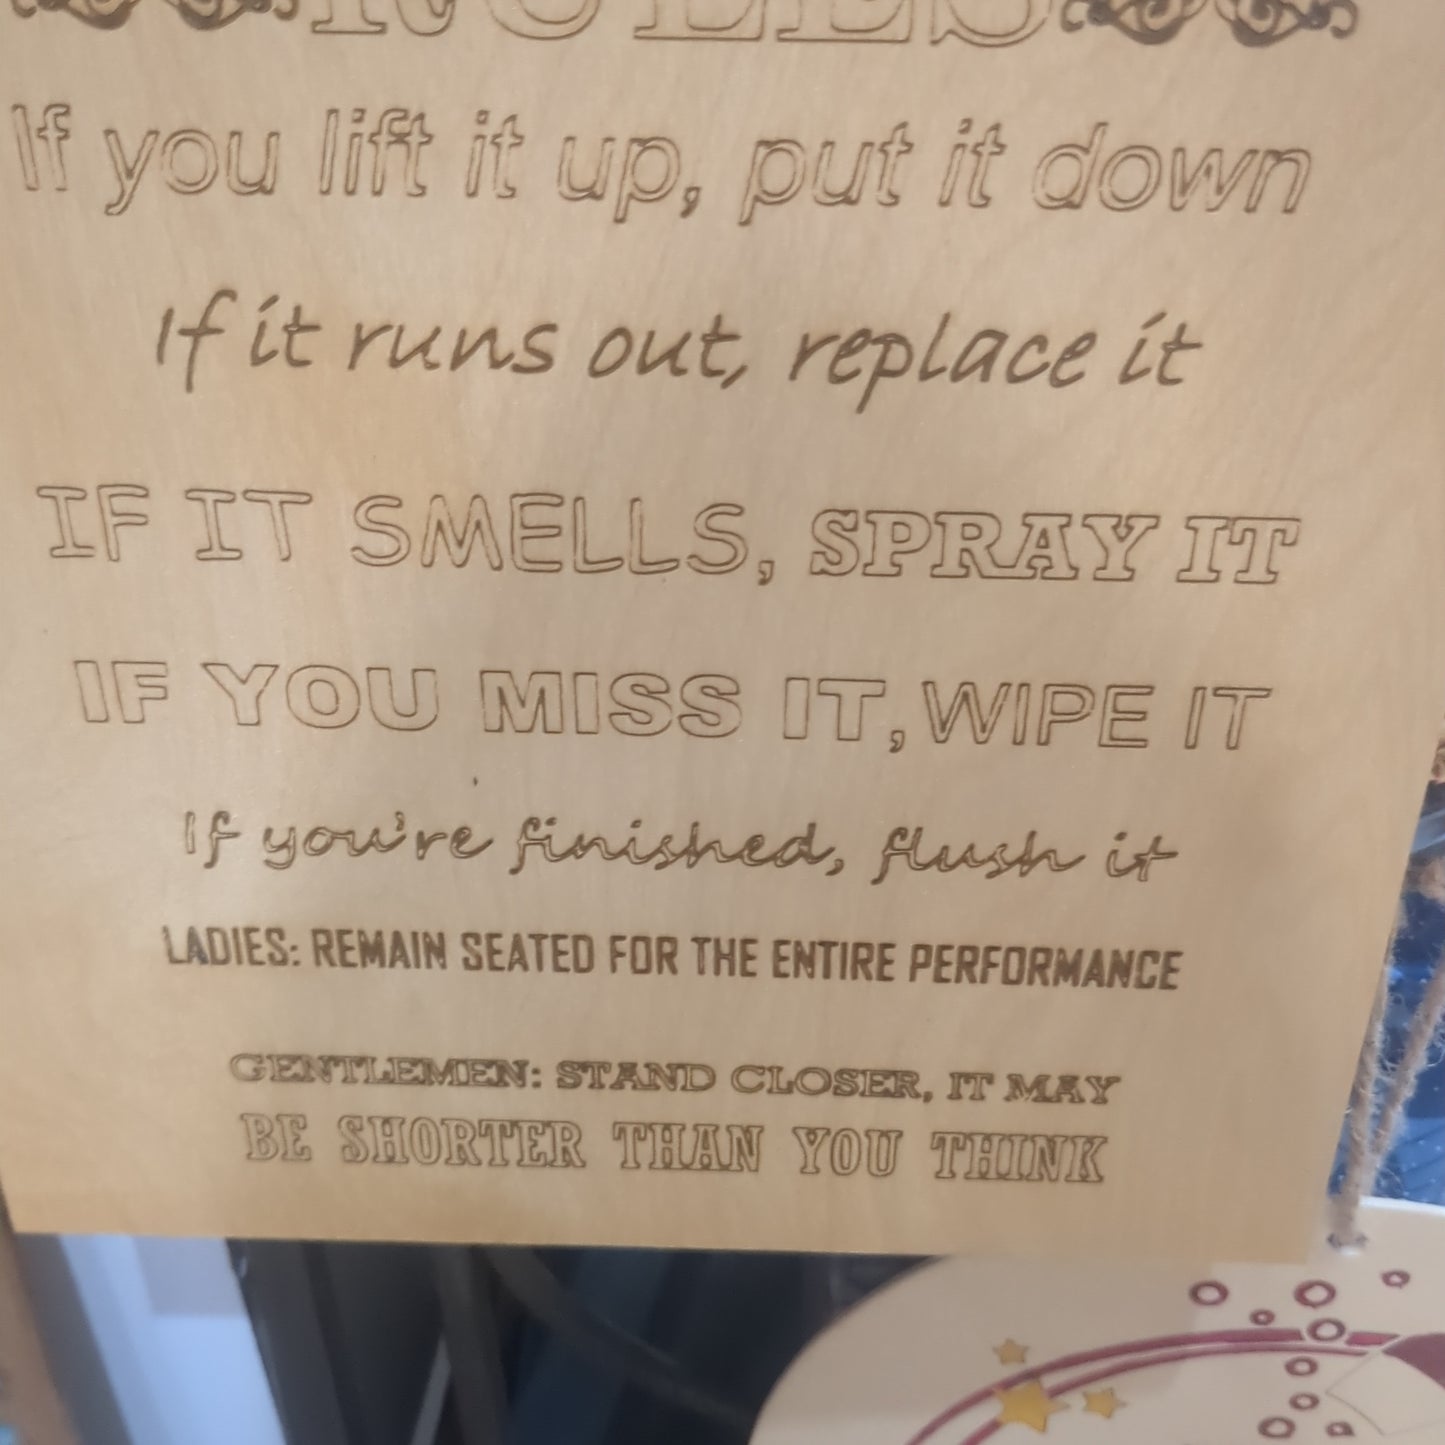 RULES
If you lift it up, put it down
If it runs out, replace it
IF IT SMELLS, SPRAY IT
IF YOU MISS IT, WIPE IT
If you're finished, flush it
LADIES: REMAIN SEATED FOR THE ENTIRE PERFORMANCE
GENTLEMEN: STAND CLOSER, IT MAY
BE SHORTER THAN YOU THINK